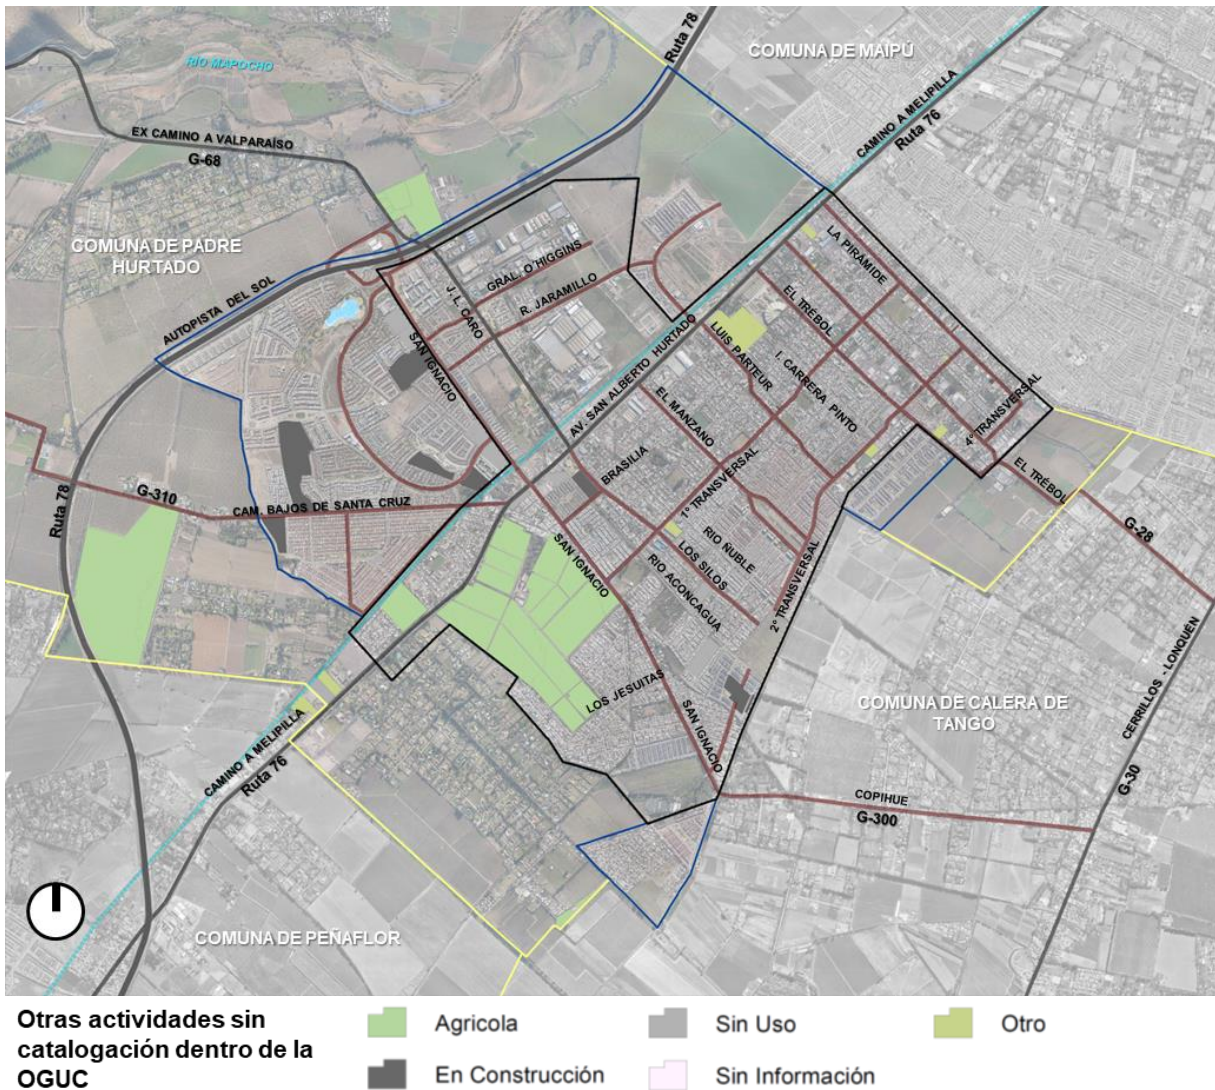 Ruta 78
COMUNA DE MAIPÚ
RÍO MAPOCHO
CAMINO A MELIPILLA
Ruta 76
EX CAMINO A VALPARAÍSO
G-68
COMUNA DE PADRE
HURTADO
LA PIRAMIDE
GRAL. O'HIGGINS
AUTOPISTA DEL SOL
J. L. CARO
R. JARAMILLO
EL TRÉBOL
SAN IGNACIO
AV. SAN ALBERTO HURTADO
LUIS PARTEUR
I. CARRERA PINTO
EL MANZANO
4° TRANSVERSAL
BRASILIA
1° TRANSVERSAL
EL TRÉBOL
G-310
CAM. BAJOS DE SANTA CRUZ
Ruta 78
G-28
SAN IGNACIO
RIO ÑUBLE
LOS SILOS
RIO ACONCAGUA
2° TRANSVERSAL
LOS JESUITAS
COMUNA DE CALERA DE
TANGO
CERRILLOS - LONQUÉN
SAN IGNACIO
CAMINO A MELIPILLA
Ruta 76
G-30
COPIHUE
G-300
COMUNA DE PEÑAFLOR
Otras actividades sin
catalogación dentro de la
OGUC
Agricola
Sin Uso
Otro
En Construcción
Sin Información